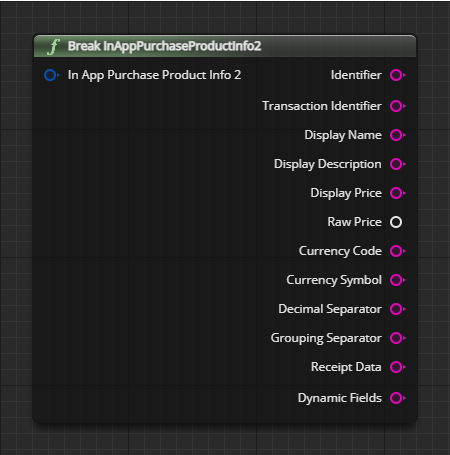 f Break InAppPurchaseProductInfo2
In App Purchase Product Info 2 Identifier
Transaction Identifier
Display Name
Display Description
Display Price
Raw Price
Currency Code
Currency Symbol
Decimal Separator
Grouping Separator
Receipt Data
Dynamic Fields